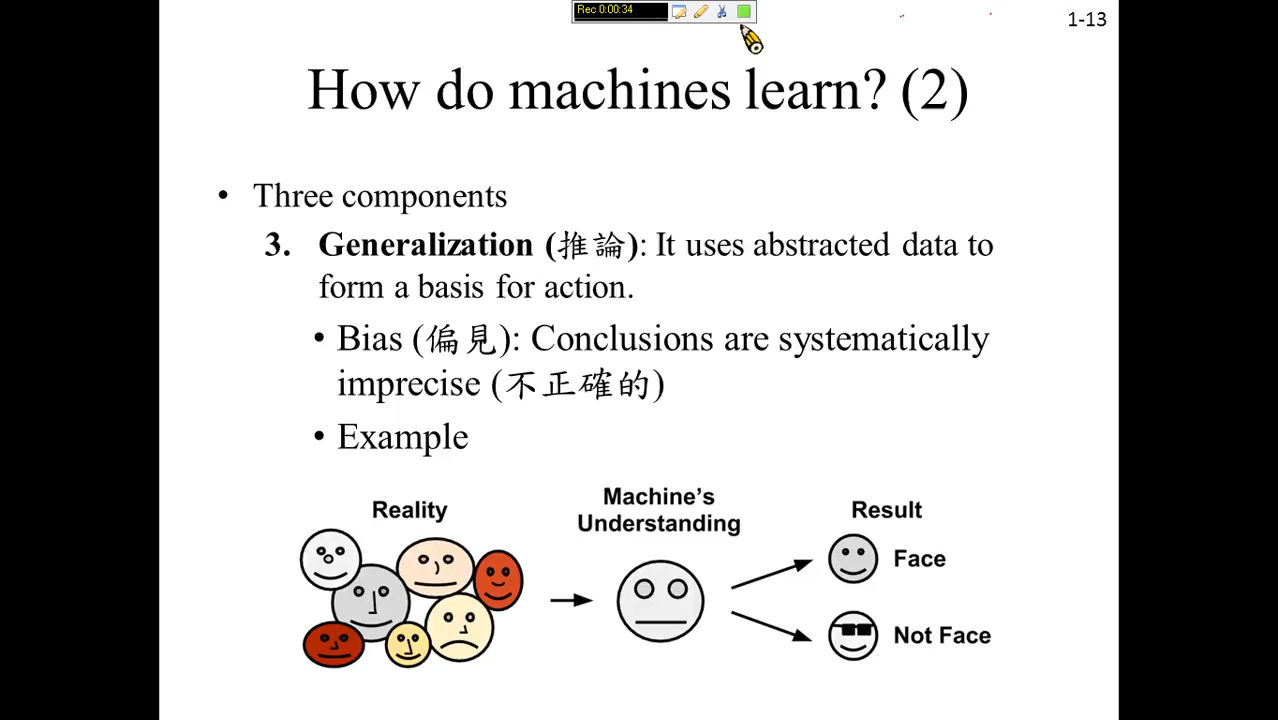 Rec 0:00:34
1-13
How do machines learn? (2)
• Three components
3. Generalization (推論): It uses abstracted data to
form a basis for action.
• Bias (偏見): Conclusions are systematically
imprecise (不正確的)
• Example
Reality
Machine's
Understanding
Result
Face
Not Face